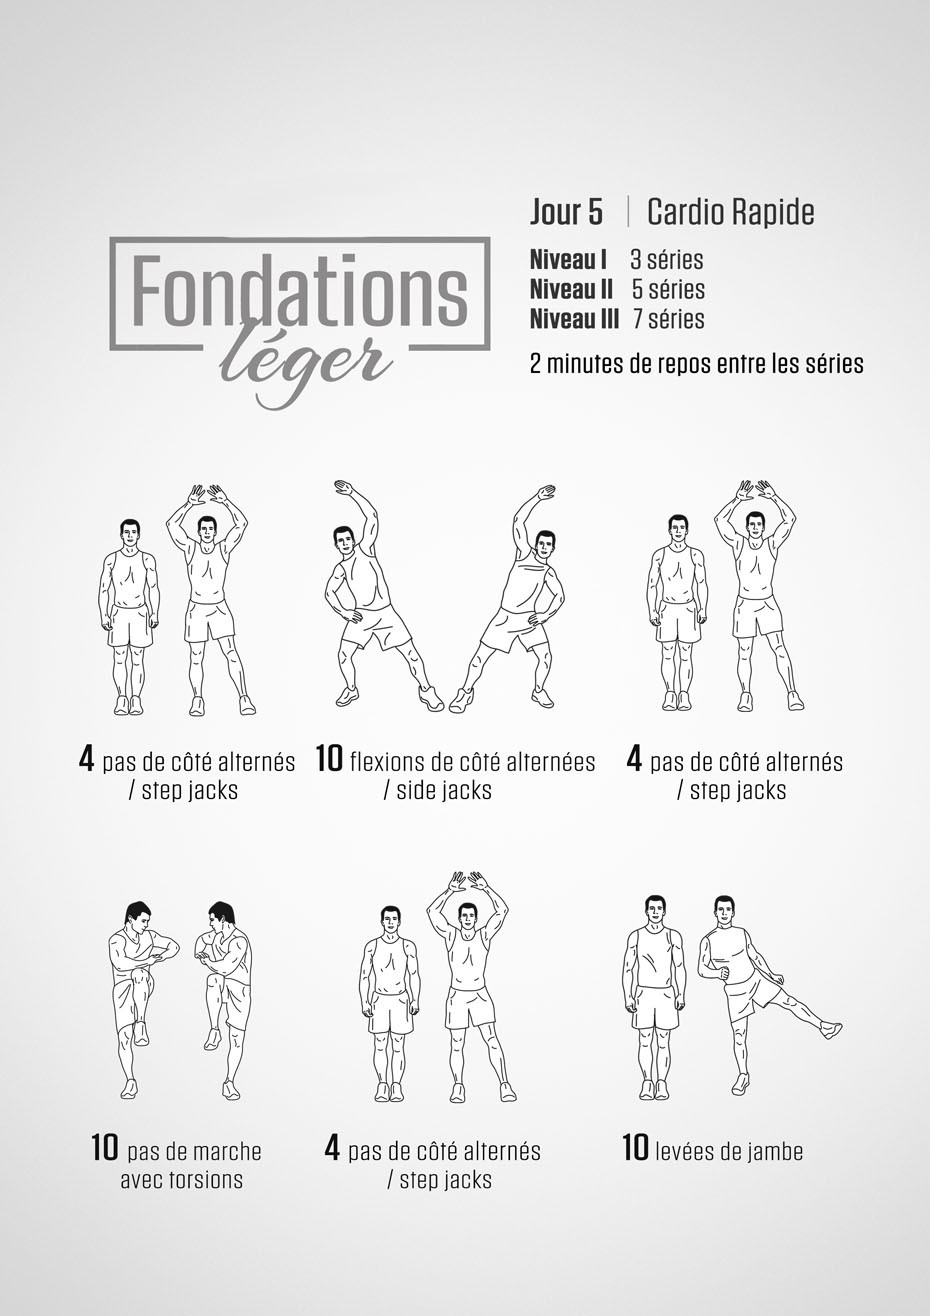 Fondations
léger
Jour 5 | Cardio Rapide
Niveau I 3 séries
Niveau II 5 séries
Niveau III 7 séries
2 minutes de repos entre les séries
4 pas de côté alternés
/ step jacks
10 flexions de côté alternées
/ side jacks
4 pas de côté alternés
/ step jacks
10 pas de marche
avec torsions
4 pas de côté alternés
/ step jacks
10 levées de jambe